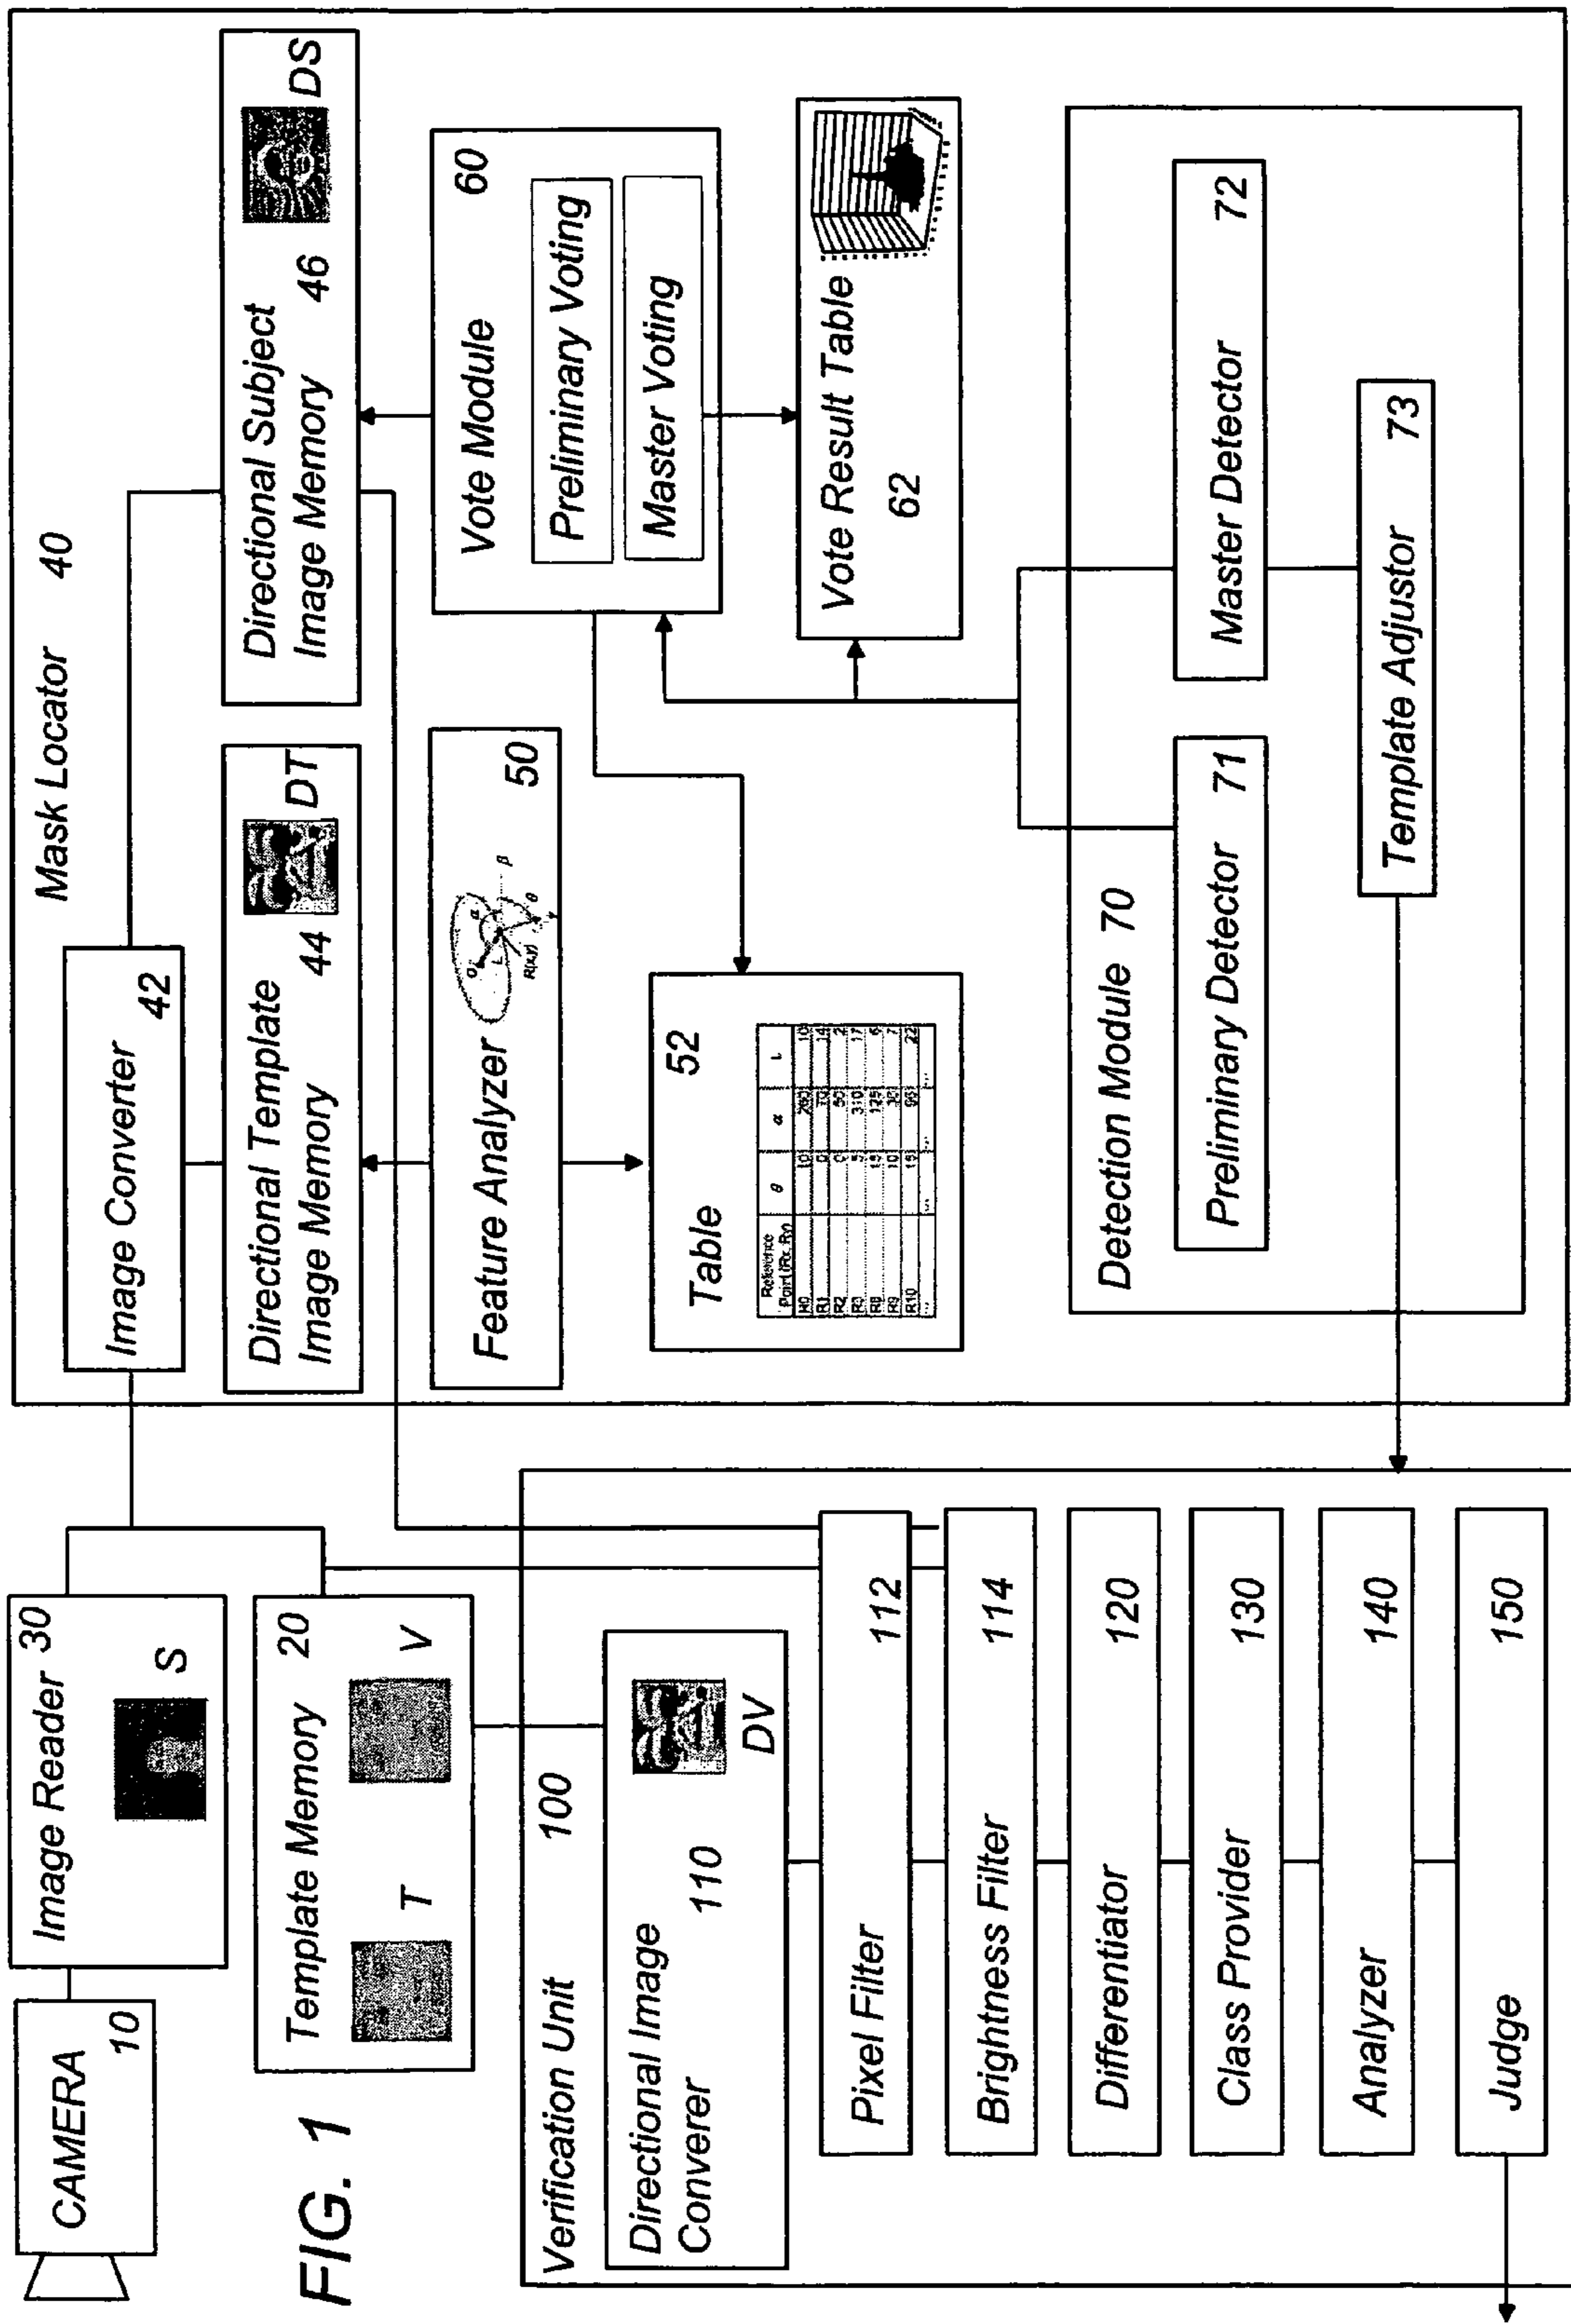 FIG. 1
CAMERA
10
Image Reader 30
S
Template Memory 20
T
V
Verification Unit 100
Directional Image
Converer 110
DV
Pixel Filter 112
Brightness Filter 114
Differentiator 120
Class Provider 130
Analyzer 140
Judge 150
Mask Locator 40
Image Converter
42
Directional Template
Image Memory 44 DT
Directional Subject
Image Memory 46 DS
Feature Analyzer 50
O
α
L
β
θ
R(x,y)
Vote Module 60
Preliminary Voting
Master Voting
Table 52
Reference
θ α L
R1
R2
R10
Vote Result Table
62
Detection Module 70
Preliminary Detector 71
Master Detector 72
Template Adjustor 73